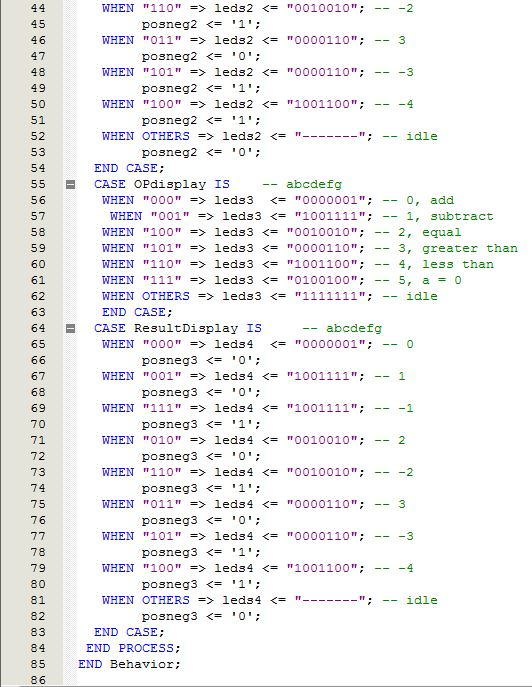 44 WHEN "110" => leds2 <= "0010010"; -- -2
45 posneg2 <= '1';
46 WHEN "011" => leds2 <= "0000110"; -- 3
47 posneg2 <= '0';
48 WHEN "101" => leds2 <= "0000110"; -- -3
49 posneg2 <= '1';
50 WHEN "100" => leds2 <= "1001100"; -- -4
51 posneg2 <= '1';
52 WHEN OTHERS => leds2 <= "-------"; -- idle
53 posneg2 <= '0';
54 END CASE;
55 CASE OPdisplay IS -- abcdefg
56 WHEN "000" => leds3 <= "0000001"; -- 0, add
57 WHEN "001" => leds3 <= "1001111"; -- 1, subtract
58 WHEN "100" => leds3 <= "0010010"; -- 2, equal
59 WHEN "101" => leds3 <= "0000110"; -- 3, greater than
60 WHEN "110" => leds3 <= "1001100"; -- 4, less than
61 WHEN "111" => leds3 <= "0100100"; -- 5, a = 0
62 WHEN OTHERS => leds3 <= "1111111"; -- idle
63 END CASE;
64 CASE ResultDisplay IS -- abcdefg
65 WHEN "000" => leds4 <= "0000001"; -- 0
66 posneg3 <= '0';
67 WHEN "001" => leds4 <= "1001111"; -- 1
68 posneg3 <= '0';
69 WHEN "111" => leds4 <= "1001111"; -- -1
70 posneg3 <= '1';
71 WHEN "010" => leds4 <= "0010010"; -- 2
72 posneg3 <= '0';
73 WHEN "110" => leds4 <= "0010010"; -- -2
74 posneg3 <= '1';
75 WHEN "011" => leds4 <= "0000110"; -- 3
76 posneg3 <= '0';
77 WHEN "101" => leds4 <= "0000110"; -- -3
78 posneg3 <= '1';
79 WHEN "100" => leds4 <= "1001100"; -- -4
80 posneg3 <= '1';
81 WHEN OTHERS => leds4 <= "-------"; -- idle
82 posneg3 <= '0';
83 END CASE;
84 END PROCESS;
85 END Behavior;
86